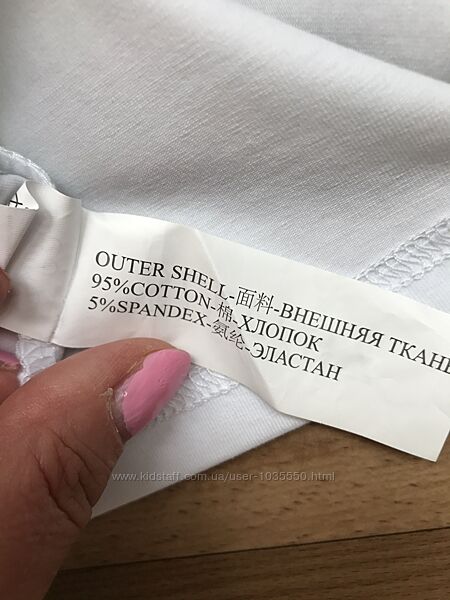 OUTER SHELL-面料-ВНЕШНЯЯ ТКАНЬ
95%COTTON-棉-ХЛОПОК
5%SPANDEX-氨纶-ЭЛАСТАН
www.kidstaff.com.ua/user-1035550.html